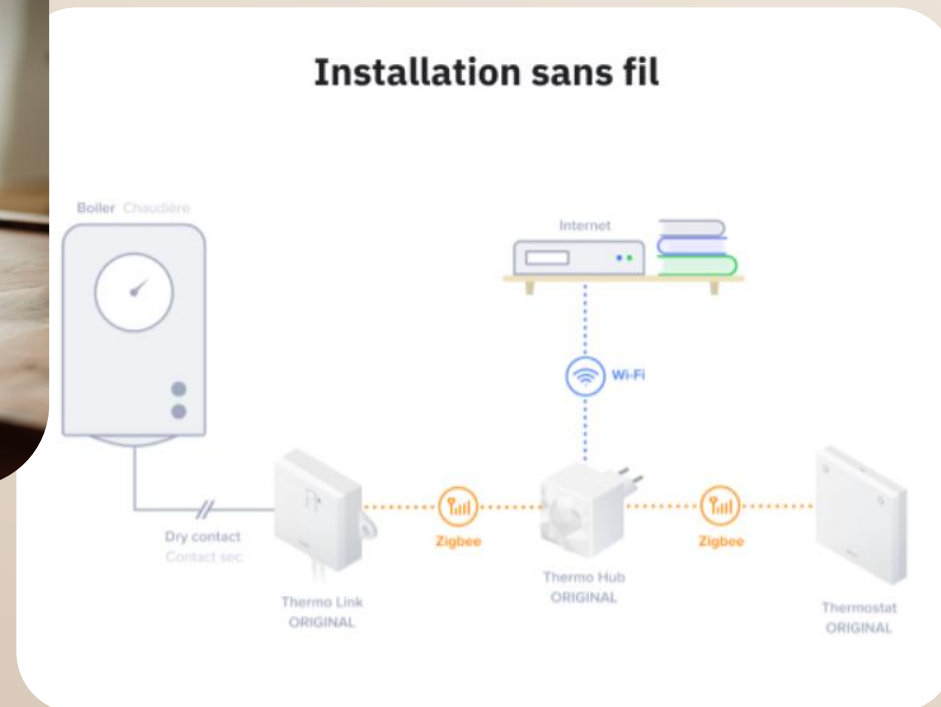 Installation sans fil
Boiler Chaudière
Internet
Wi-Fi
Zigbee
Zigbee
Dry contact
Contact sec
Thermo Link
ORIGINAL
Thermo Hub
ORIGINAL
Thermostat
ORIGINAL